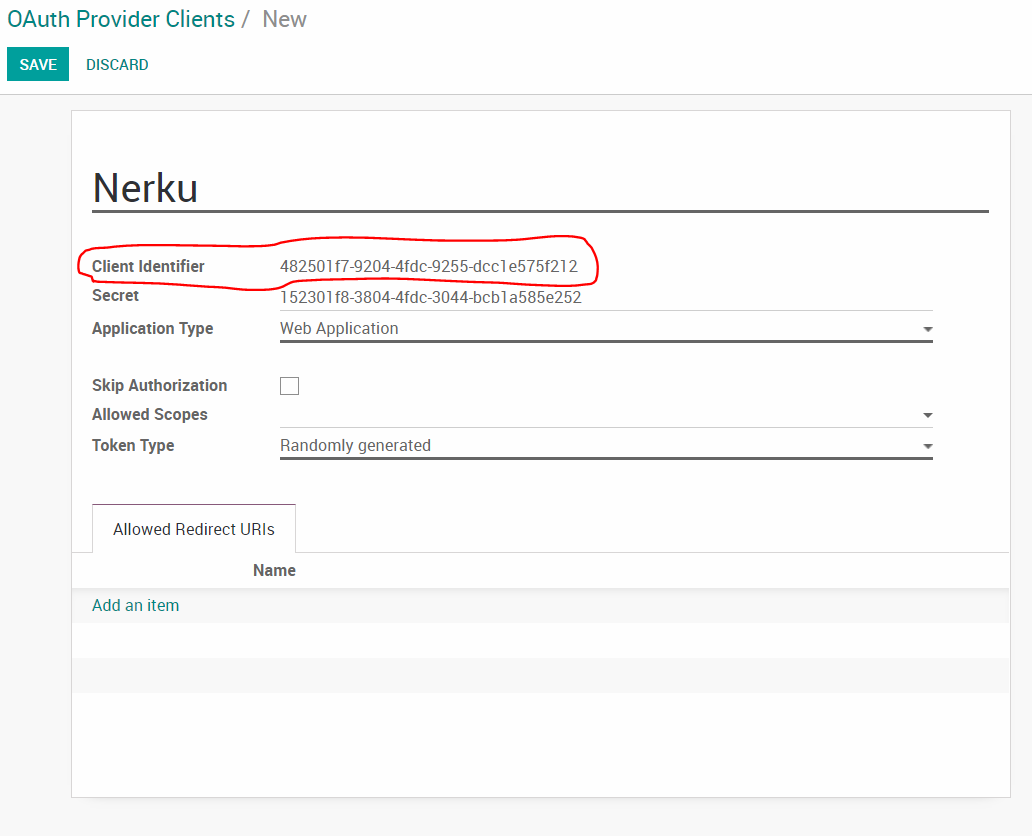 OAuth Provider Clients / New
SAVE DISCARD
Nerku
Client Identifier 482501f7-9204-4fdc-9255-dcc1e575f212
Secret 152301f8-3804-4fdc-3044-bcb1a585e252
Application Type Web Application
Skip Authorization
Allowed Scopes
Token Type Randomly generated
Allowed Redirect URIs
Name
Add an item